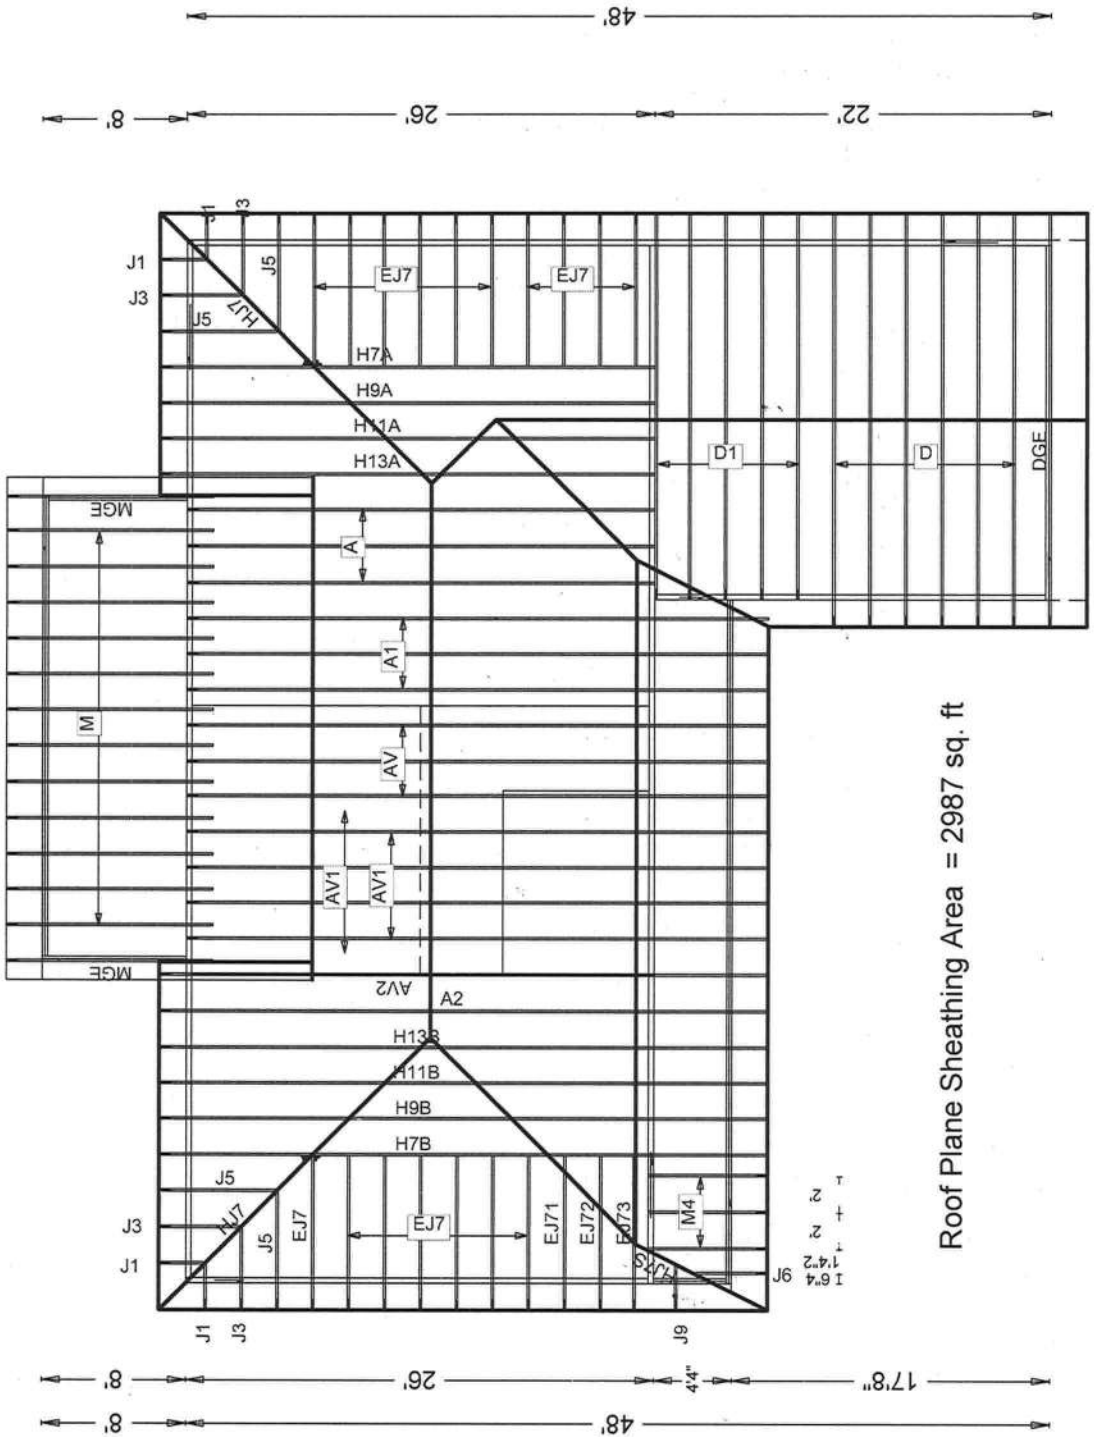 48'
8'
26'
22'
J1
J3
J1
J3
J5
HJ7
J5
EJ7
EJ7
H7A
H9A
H11A
H13A
MGE
M
MGE
A
A1
AV
AV1
AV1
AV2
A2
D1
D
DGE
H13B
H11B
H9B
H7B
J5
J3
J1
HJ7
J5
EJ7
EJ7
EJ71
EJ72
EJ73
HJ7S
M4
J1
J3
J9
J6
6"4
1'4"2
2'
2'
Roof Plane Sheathing Area = 2987 sq. ft
8'
26'
4'4"
17'8"
8'
48'